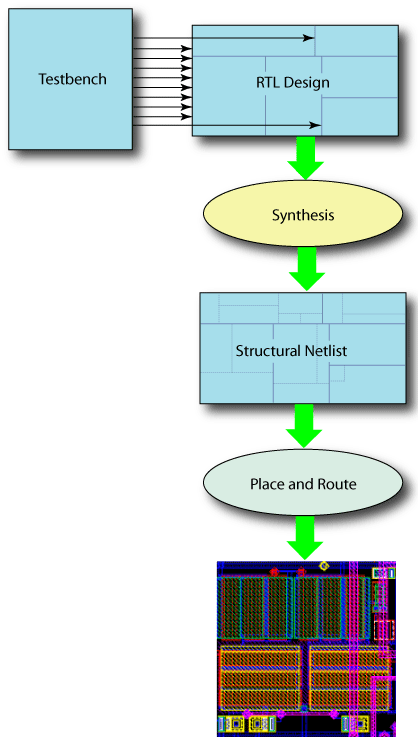 Testbench
RTL Design
Synthesis
Structural Netlist
Place and Route